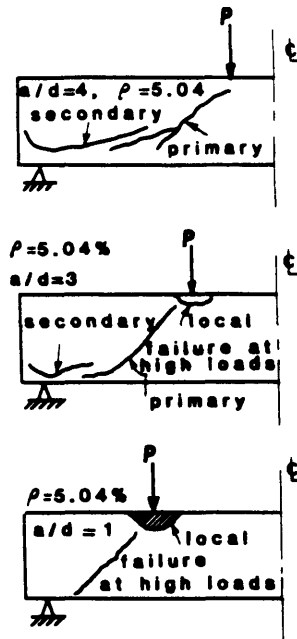 P
℄
a/d=4, ρ=5.04
secondary
primary
ρ=5.04%
a/d=3
P
℄
secondary
local
failure at
high loads
primary
P
℄
ρ=5.04%
a/d=1
local
failure
at high loads